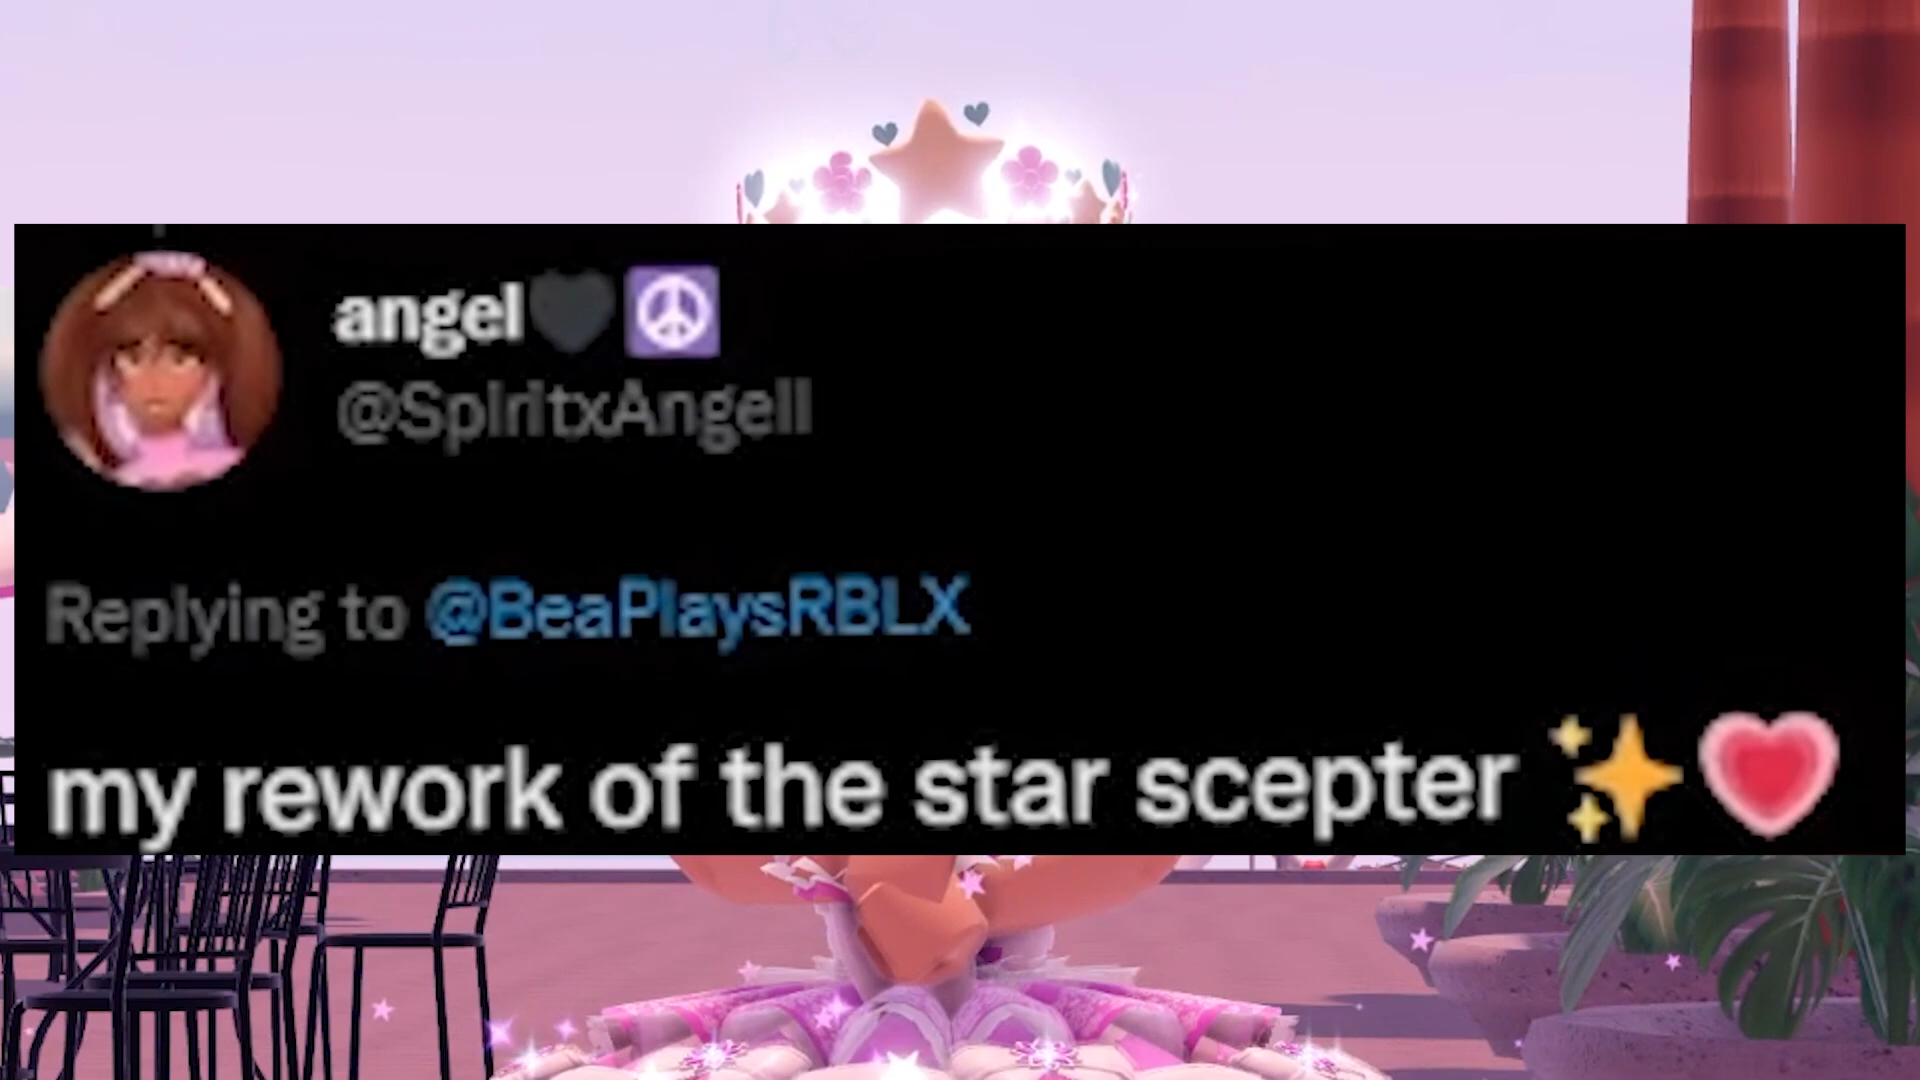 angel🖤☮️
@SpiritxAngell
Replying to @BeaPlaysRBLX
my rework of the star scepter ✨💗